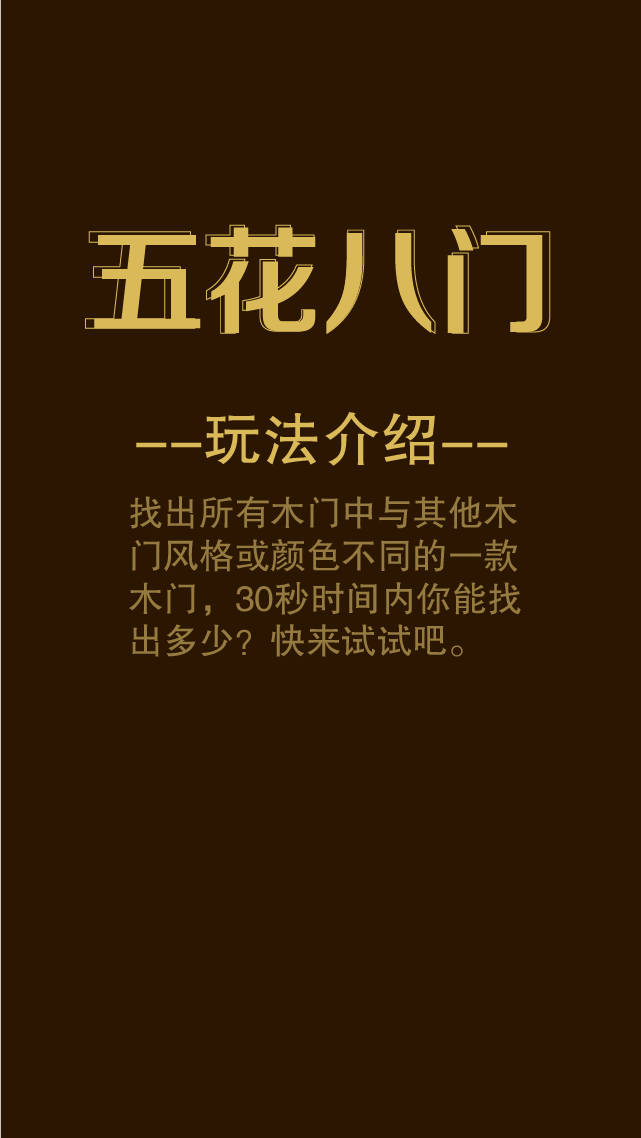 五花八门
--玩法介绍--
找出所有木门中与其他木
门风格或颜色不同的一款
木门，30秒时间内你能找
出多少？快来试试吧。